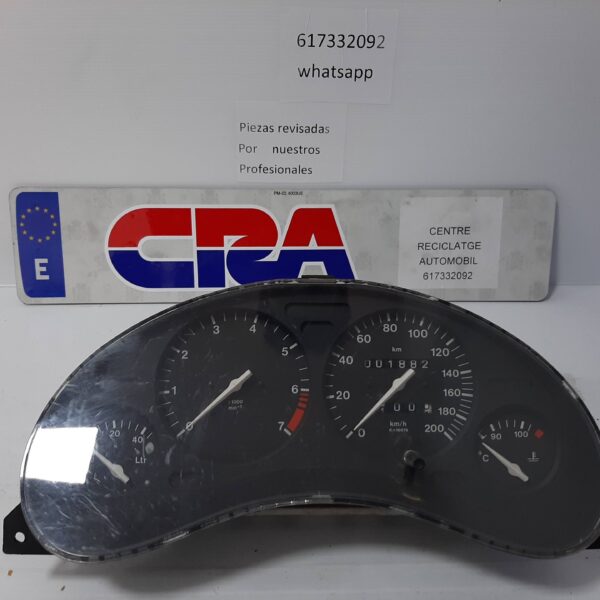 617332092
whatsapp
Piezas revisadas
Por nuestros
Profesionales
E
CRA
CENTRE
RECICLATGE
AUTOMOBIL
617332092
0 1 2 3 4 5 6 7
0 20 40 60 80 100 120 140 160 180 200
km
001882
km/h
20 40
Ltr
90 100
°C